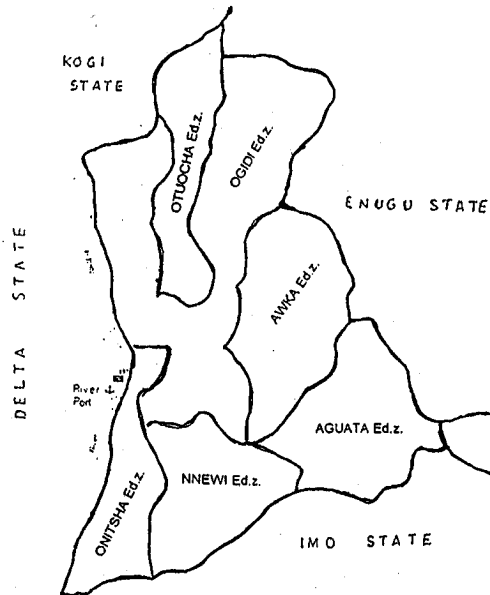 KOGI
STATE
OTUOCHA Ed.z.
OGIDI Ed.z.
ENUGU STATE
DELTA STATE
AWKA Ed.z.
River
Port
AGUATA Ed.z.
NNEWI Ed.z.
ONITSHA Ed.z.
IMO STATE